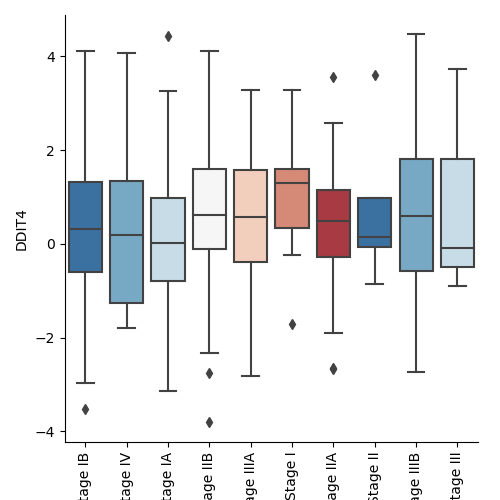 DDIT4
4
2
0
−2
−4
tage IB
tage IV
tage IA
age IIB
age IIIA
Stage I
age IIA
Stage II
age IIIB
tage III